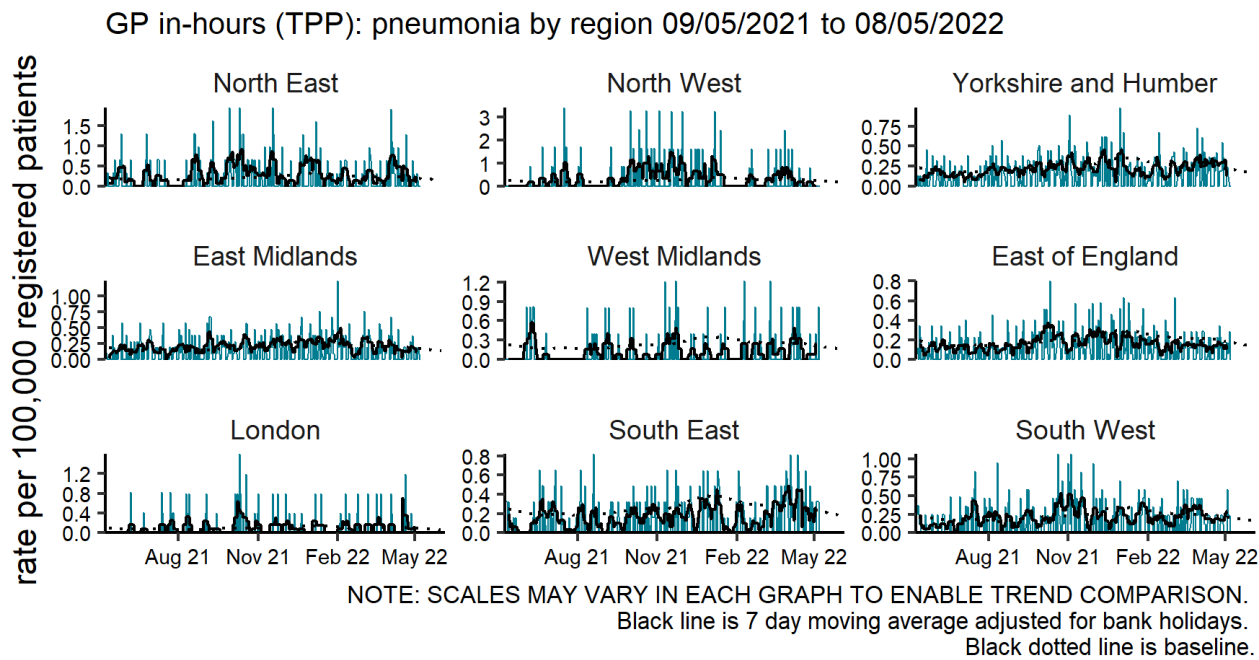 GP in-hours (TPP): pneumonia by region 09/05/2021 to 08/05/2022
rate per 100,000 registered patients
North East
1.5
1.0
0.5
0.0
North West
3
2
1
0
Yorkshire and Humber
0.75
0.50
0.25
0.00
East Midlands
1.00
0.75
0.50
0.25
0.00
West Midlands
1.2
0.9
0.6
0.3
0.0
East of England
0.8
0.6
0.4
0.2
0.0
London
1.2
0.8
0.4
0.0
South East
0.8
0.6
0.4
0.2
0.0
South West
1.00
0.75
0.50
0.25
0.00
Aug 21 Nov 21 Feb 22 May 22
Aug 21 Nov 21 Feb 22 May 22
Aug 21 Nov 21 Feb 22 May 22
NOTE: SCALES MAY VARY IN EACH GRAPH TO ENABLE TREND COMPARISON.
Black line is 7 day moving average adjusted for bank holidays.
Black dotted line is baseline.